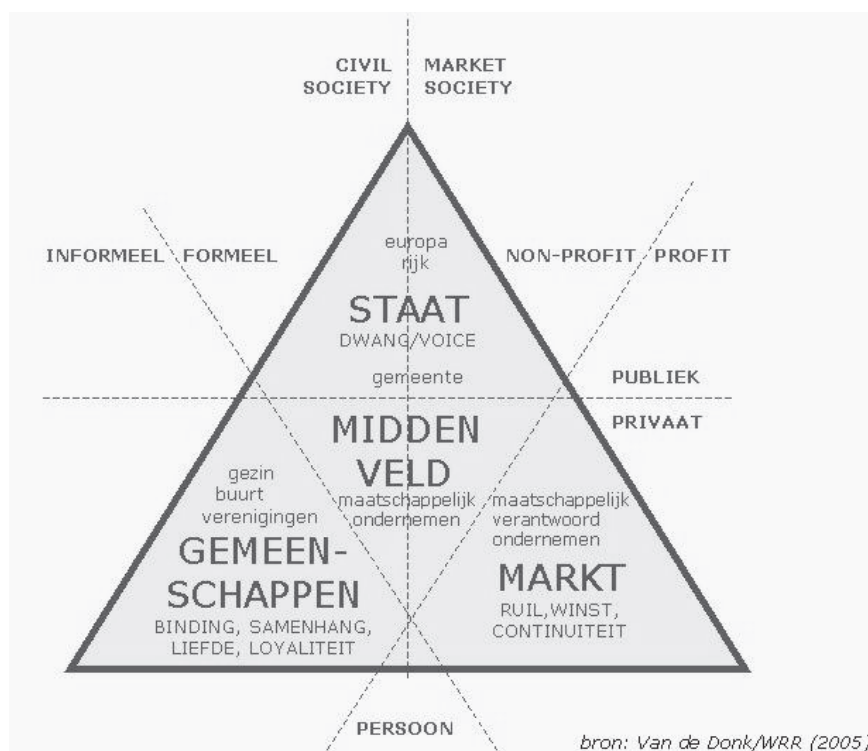 CIVIL SOCIETY
MARKET SOCIETY
INFORMEEL
FORMEEL
NON-PROFIT
PROFIT
europa
rijk
STAAT
DWANG/VOICE
gemeente
PUBLIEK
PRIVAAT
MIDDEN
VELD
maatschappelijk
ondernemen
gezin
buurt
verenigingen
GEMEEN-
SCHAPPEN
BINDING, SAMENHANG,
LIEFDE, LOYALITEIT
maatschappelijk
verantwoord
ondernemen
MARKT
RUIL,WINST,
CONTINUITEIT
PERSOON
bron: Van de Donk/WRR (2005)